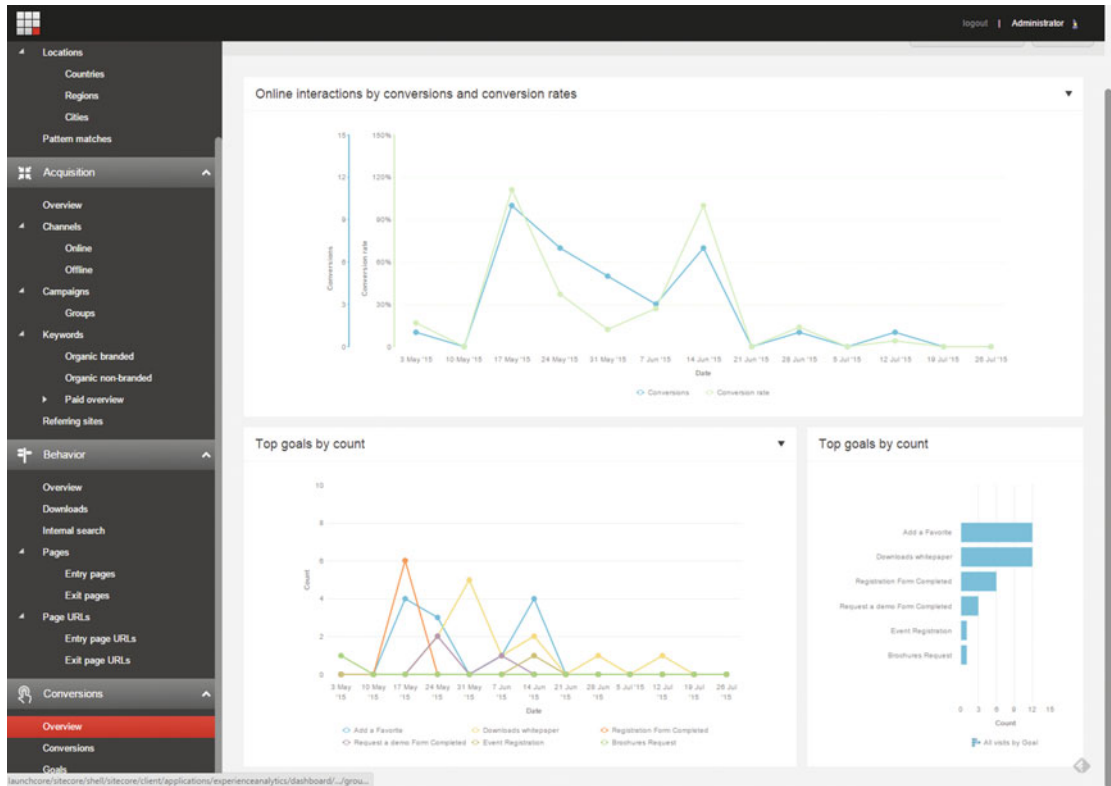 logout | Administrator
Locations
Countries
Regions
Cities
Pattern matches
Acquisition
Overview
Channels
Online
Offline
Campaigns
Groups
Keywords
Organic branded
Organic non-branded
Paid overview
Referring sites
Behavior
Overview
Downloads
Internal search
Pages
Entry pages
Exit pages
Page URLs
Entry page URLs
Exit page URLs
Conversions
Overview
Conversions
Goals
launchcore/sitecore/shell/sitecore/client/applications/experienceanalytics/dashboard/.../grou...
Online interactions by conversions and conversion rates
15 150%
12 120%
9 90%
6 60%
3 30%
0 0
Conversions
Conversion rate
3 May '15 10 May '15 17 May '15 24 May '15 31 May '15 7 Jun '15 14 Jun '15 21 Jun '15 28 Jun '15 5 Jul '15 12 Jul '15 19 Jul '15 26 Jul '15
Date
Conversions Conversion rate
Top goals by count
10
8
6
4
2
0
Count
3 May 10 May 17 May 24 May 31 May 7 Jun 14 Jun 21 Jun 28 Jun 5 Jul '15 12 Jul 19 Jul 26 Jul
'15 '15 '15 '15 '15 '15 '15 '15 '15 '15 '15 '15
Date
Add a Favorite Downloads whitepaper Registration Form Completed
Request a demo Form Completed Event Registration Brochures Request
Top goals by count
Add a Favorite
Downloads whitepaper
Registration Form Completed
Request a demo Form Completed
Event Registration
Brochures Request
0 3 6 9 12 15
Count
All visits by Goal